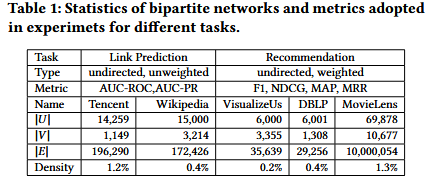 Table 1: Statistics of bipartite networks and metrics adopted
in experimets for different tasks.
Task Link Prediction Recommendation
Type undirected, unweighted undirected, weighted
Metric AUC-ROC,AUC-PR F1, NDCG, MAP, MRR
Name Tencent Wikipedia VisualizeUs DBLP MovieLens
|U| 14,259 15,000 6,000 6,001 69,878
|V| 1,149 3,214 3,355 1,308 10,677
|E| 196,290 172,426 35,639 29,256 10,000,054
Density 1.2% 0.4% 0.2% 0.4% 1.3%